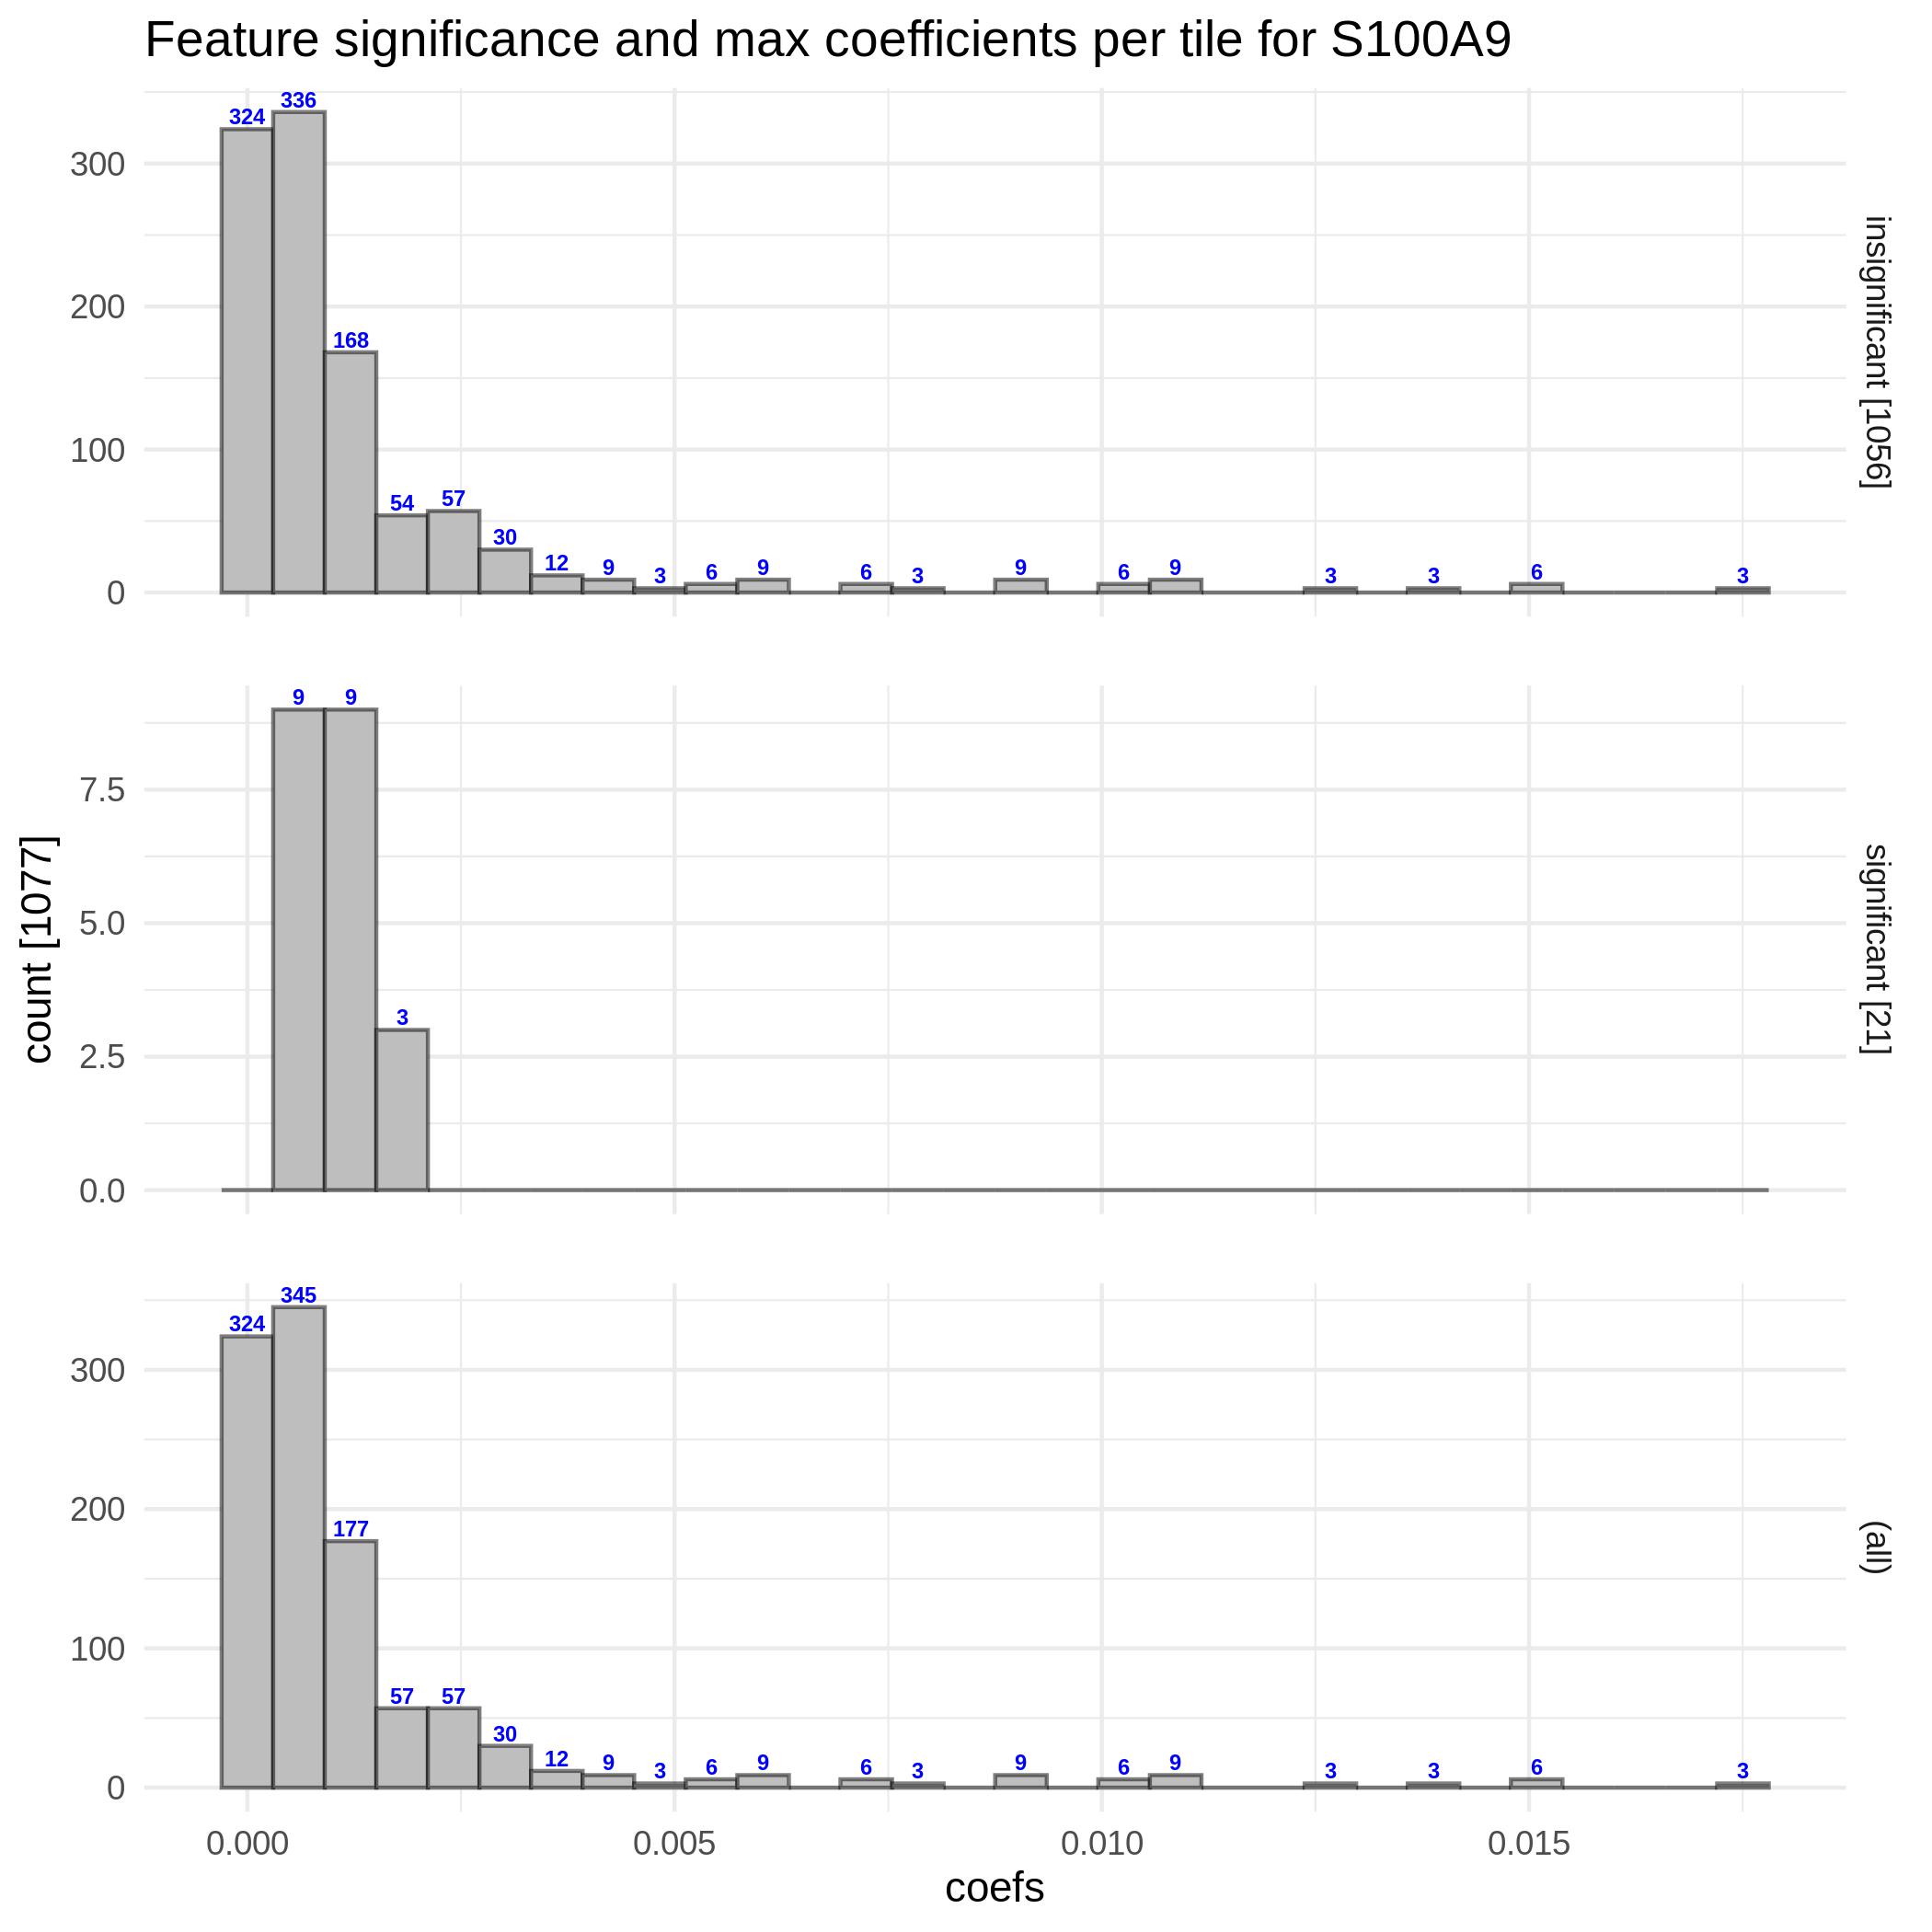 Feature significance and max coefficients per tile for S100A9
324 336 168 54 57 30 12 9 3 6 9 6 3 9 6 9 3 3 6 3
300
200
100
0
insignificant [1056]
9 9 3
7.5
5.0
2.5
0.0
significant [21]
count [1077]
324 345 177 57 57 30 12 9 3 6 9 6 3 9 6 9 3 3 6 3
300
200
100
0
(all)
0.000 0.005 0.010 0.015
coefs